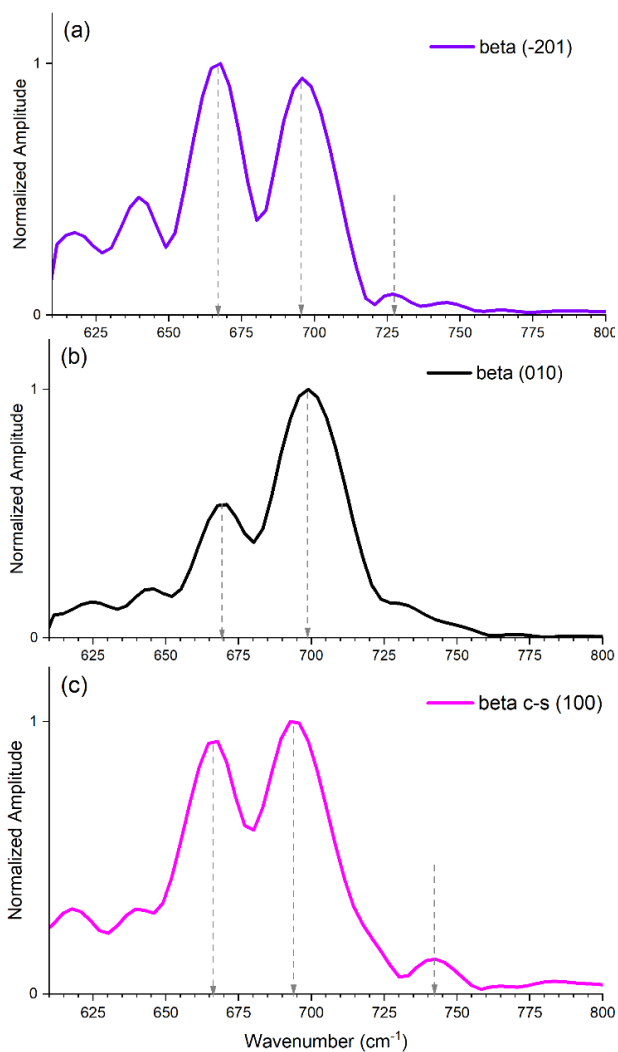 (a)
beta (-201)
Normalized Amplitude
1
0
625 650 675 700 725 750 775 800
(b)
beta (010)
Normalized Amplitude
1
0
625 650 675 700 725 750 775 800
(c)
beta c-s (100)
Normalized Amplitude
1
0
625 650 675 700 725 750 775 800
Wavenumber (cm⁻¹)